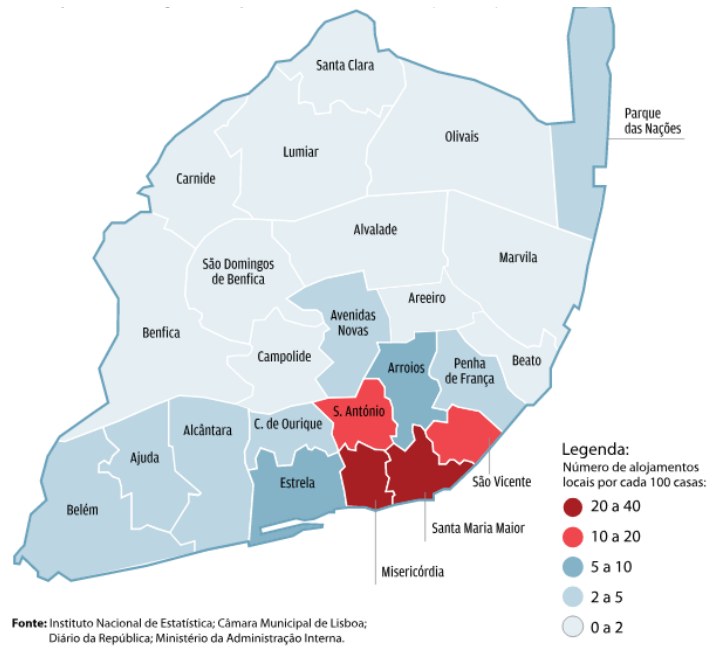 Santa Clara
Parque
das Nações
Olivais
Lumiar
Carnide
Alvalade
Marvila
São Domingos
de Benfica
Areeiro
Avenidas
Novas
Benfica
Campolide
Beato
Arroios
Penha
de França
S. António
C. de Ourique
Alcântara
Ajuda
Estrela
Belém
São Vicente
Santa Maria Maior
Misericórdia
Legenda:
Número de alojamentos
locais por cada 100 casas:
20 a 40
10 a 20
5 a 10
2 a 5
0 a 2
Fonte: Instituto Nacional de Estatística; Câmara Municipal de Lisboa;
Diário da República; Ministério da Administração Interna.